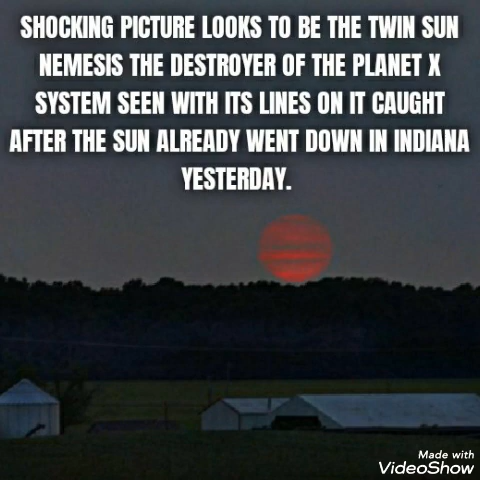 SHOCKING PICTURE LOOKS TO BE THE TWIN SUN
NEMESIS THE DESTROYER OF THE PLANET X
SYSTEM SEEN WITH ITS LINES ON IT CAUGHT
AFTER THE SUN ALREADY WENT DOWN IN INDIANA
YESTERDAY.
Made with
VideoShow